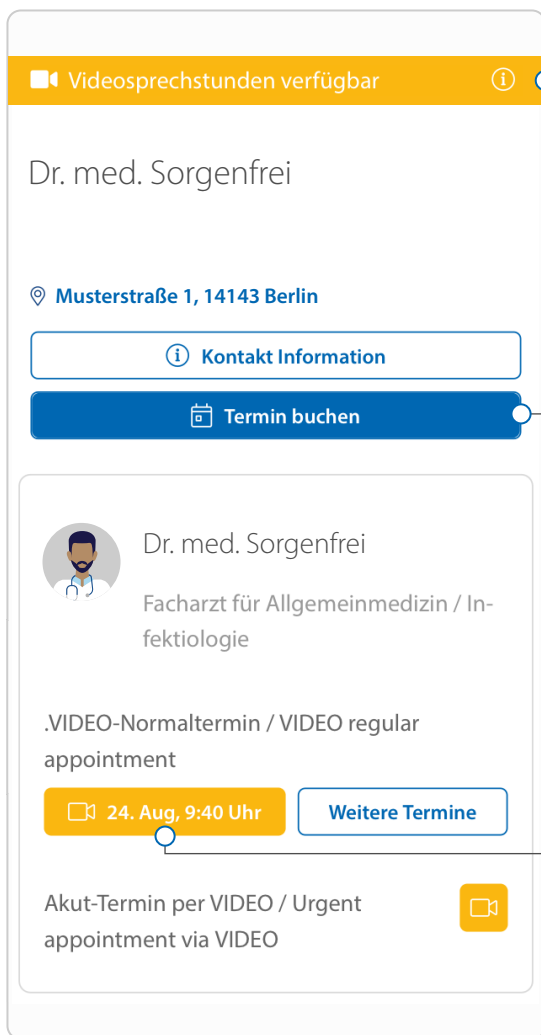 Videosprechstunden verfügbar
Dr. med. Sorgenfrei
Musterstraße 1, 14143 Berlin
Kontakt Information
Termin buchen
Dr. med. Sorgenfrei
Facharzt für Allgemeinmedizin / In-
fektiologie
.VIDEO-Normaltermin / VIDEO regular
appointment
24. Aug, 9:40 Uhr
Weitere Termine
Akut-Termin per VIDEO / Urgent
appointment via VIDEO